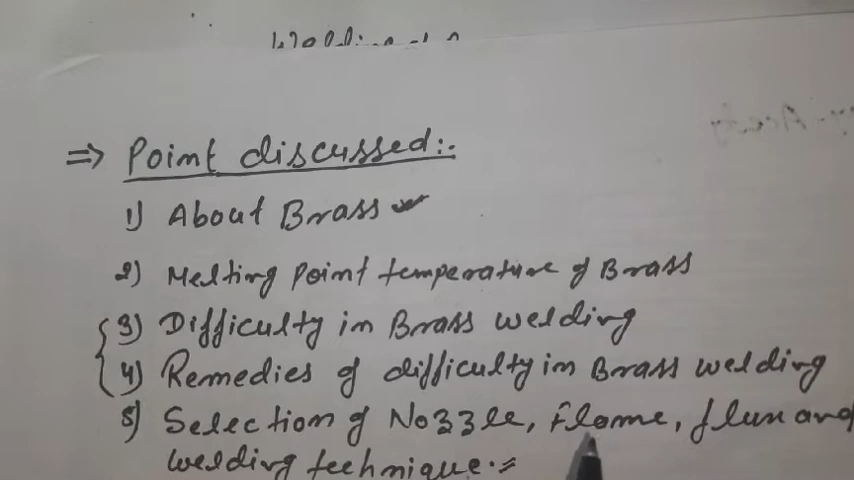 ⇒ Point discussed:-
1) About Brass ✓
2) Melting Point temperature of Brass
3) Difficulty in Brass welding
4) Remedies of difficulty in Brass welding
5) Selection of Nozzle, Flame, flux and
welding technique.